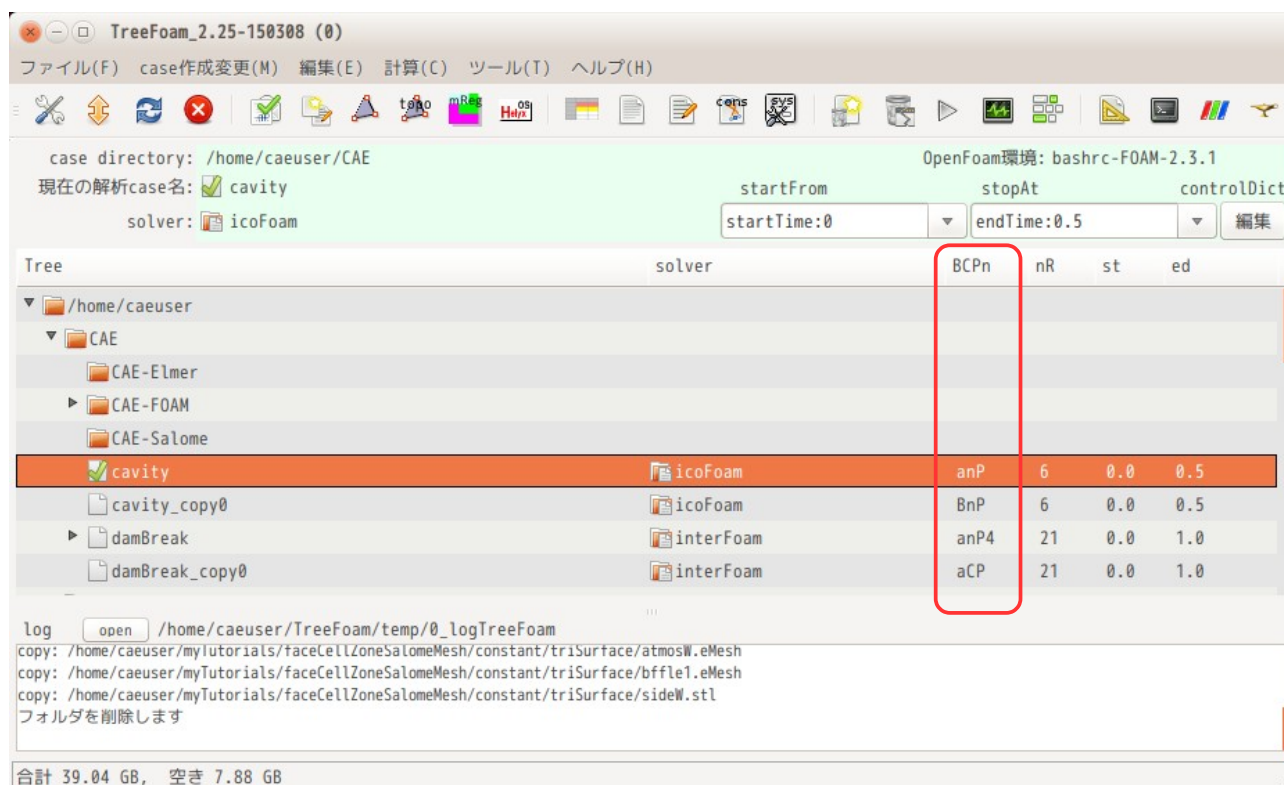 TreeFoam_2.25-150308 (0)
ファイル(F) case作成変更(M) 編集(E) 計算(C) ツール(T) ヘルプ(H)
topo mReg Helyx OS cons sys
case directory: /home/caeuser/CAE OpenFoam環境: bashrc-FOAM-2.3.1
現在の解析case名: cavity startFrom stopAt controlDict
solver: icoFoam startTime:0 endTime:0.5 編集
Tree solver BCPn nR st ed
/home/caeuser
CAE
CAE-Elmer
CAE-FOAM
CAE-Salome
cavity icoFoam anP 6 0.0 0.5
cavity_copy0 icoFoam BnP 6 0.0 0.5
damBreak interFoam anP4 21 0.0 1.0
damBreak_copy0 interFoam aCP 21 0.0 1.0
log open /home/caeuser/TreeFoam/temp/0_logTreeFoam
copy: /home/caeuser/myTutorials/faceCellZoneSalomeMesh/constant/triSurface/atmosW.eMesh
copy: /home/caeuser/myTutorials/faceCellZoneSalomeMesh/constant/triSurface/bffle1.eMesh
copy: /home/caeuser/myTutorials/faceCellZoneSalomeMesh/constant/triSurface/sideW.stl
フォルダを削除します
合計 39.04 GB, 空き 7.88 GB